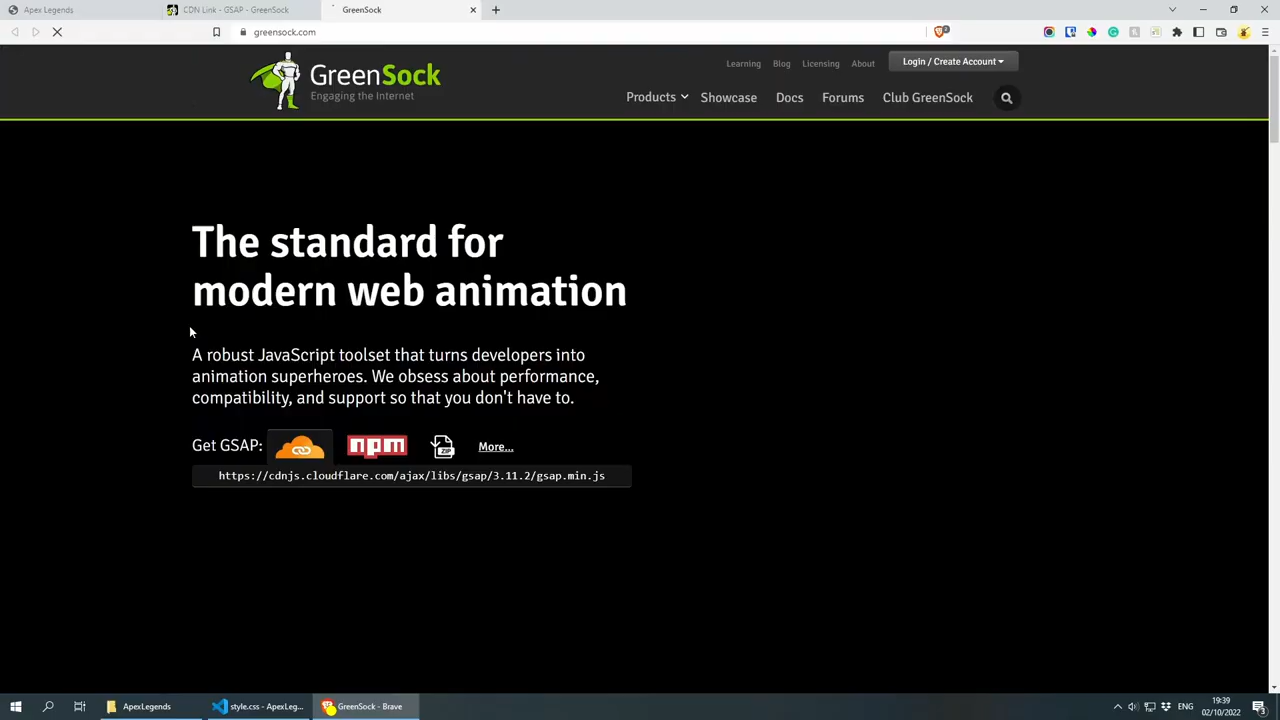 Apex Legends
CDN Link - GSAP - GreenSock
GreenSock
greensock.com
GreenSock
Engaging the Internet
Learning
Blog
Licensing
About
Login / Create Account
Products
Showcase
Docs
Forums
Club GreenSock
The standard for
modern web animation
A robust JavaScript toolset that turns developers into
animation superheroes. We obsess about performance,
compatibility, and support so that you don't have to.
Get GSAP:
npm
ZIP
More...
https://cdnjs.cloudflare.com/ajax/libs/gsap/3.11.2/gsap.min.js
ApexLegends
style.css - ApexLeg...
GreenSock - Brave
ENG
19:39
02/10/2022